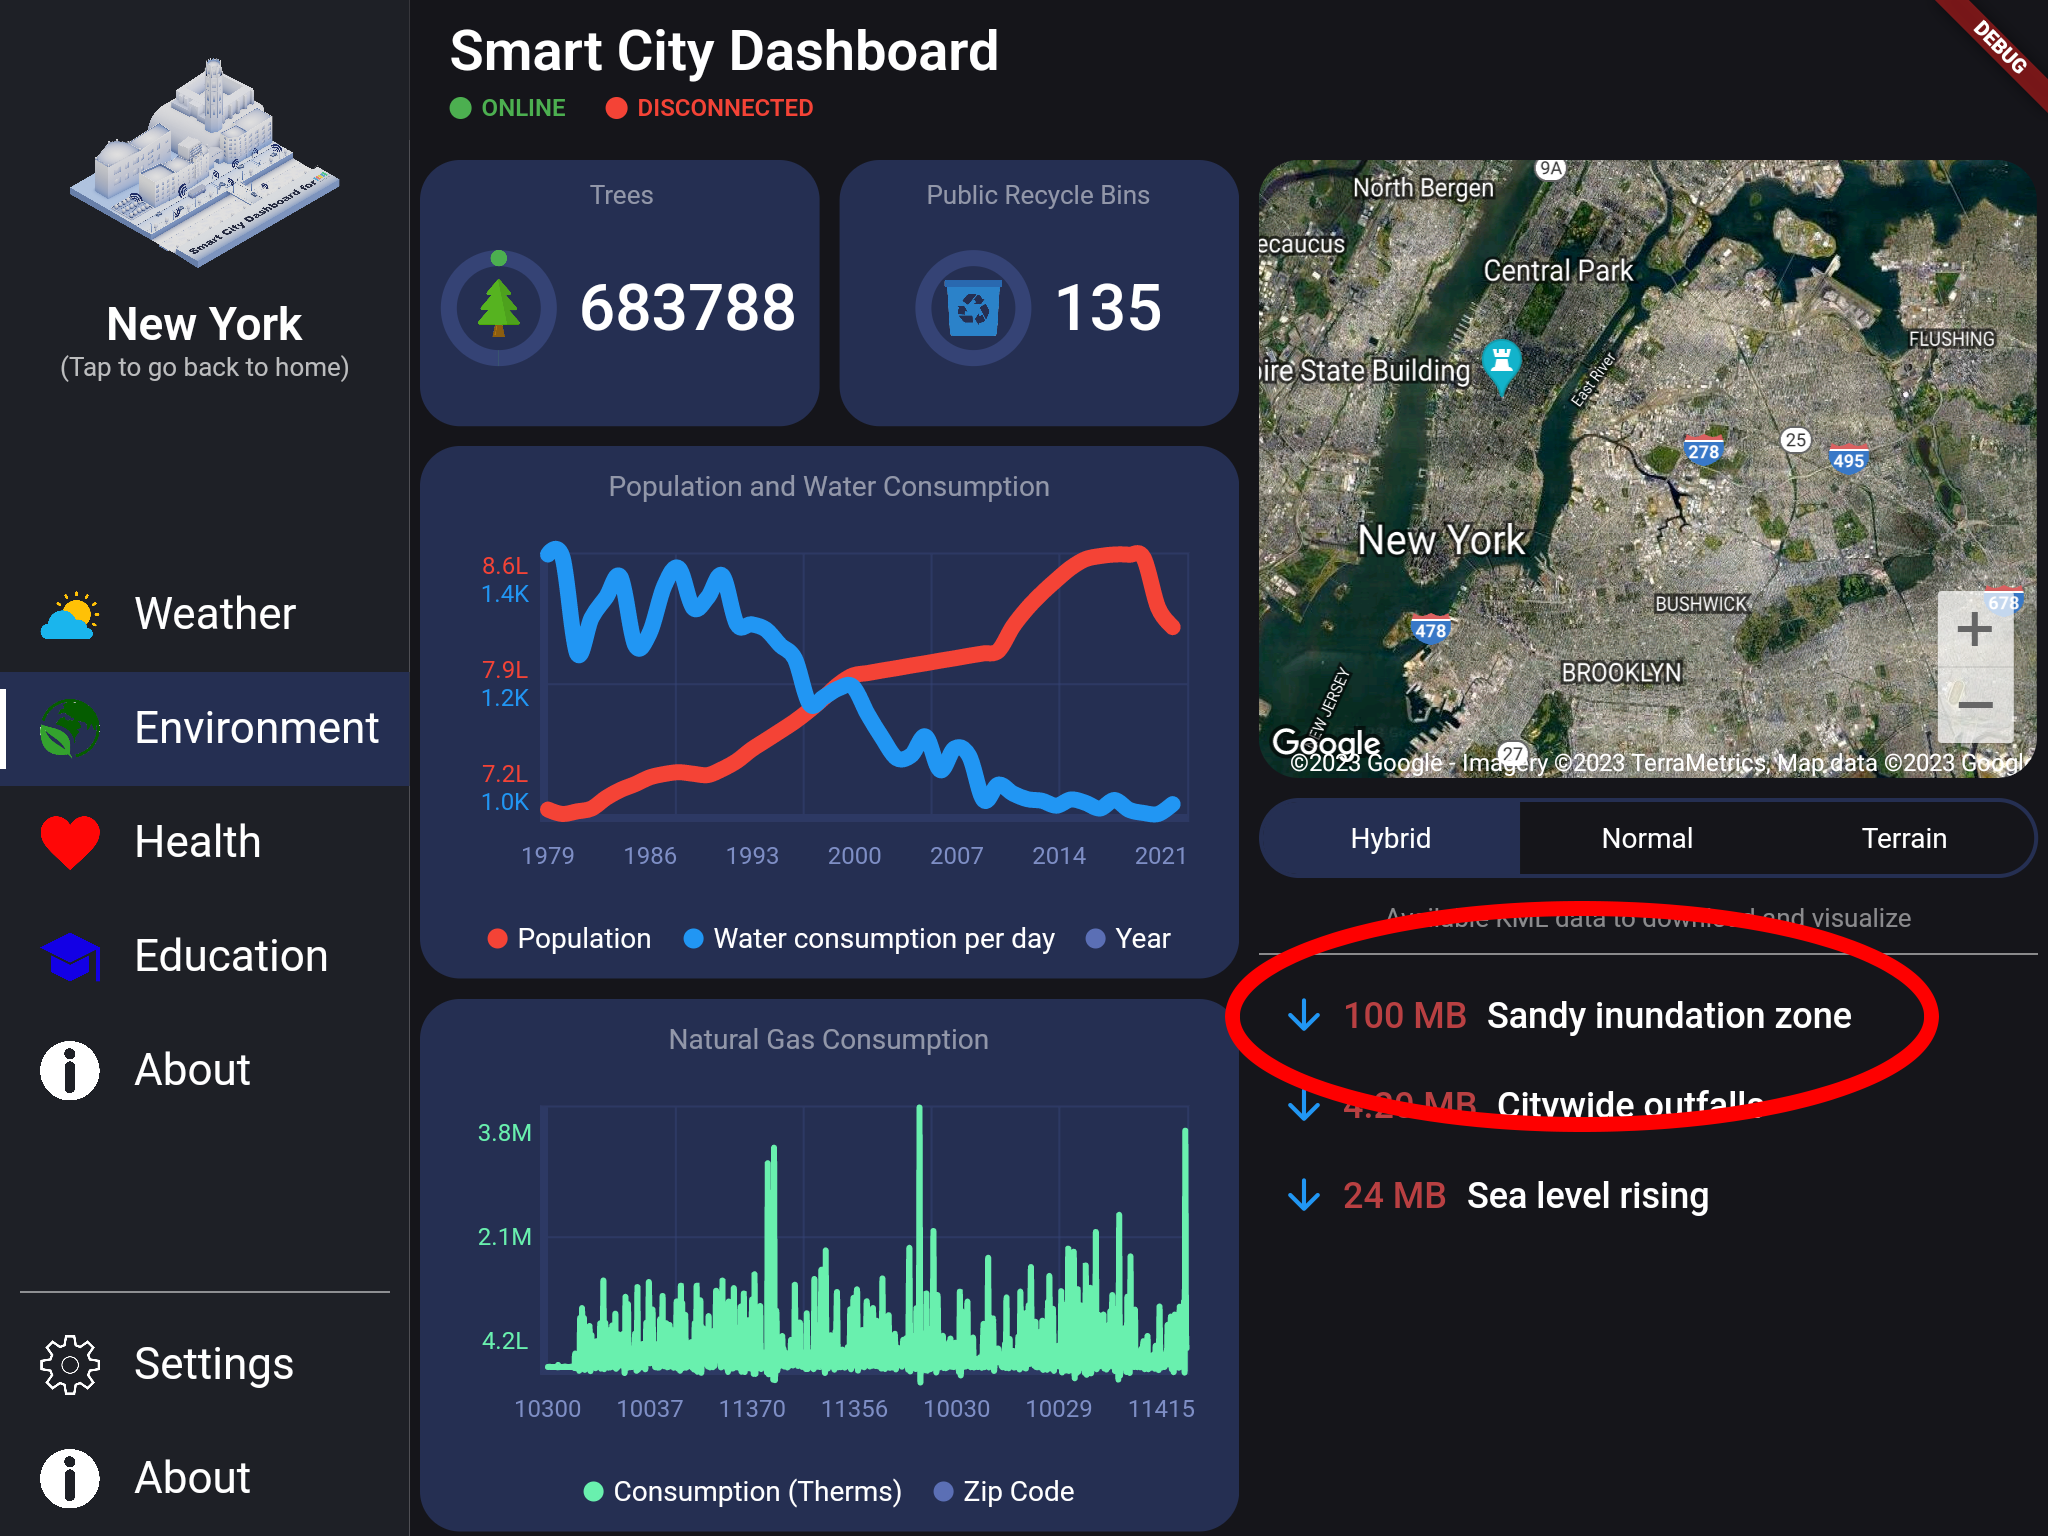 Smart City Dashboard for
New York
(Tap to go back to home)
Weather
Environment
Health
Education
About
Settings
About
Smart City Dashboard
ONLINE DISCONNECTED
DEBUG
Trees
683788
Public Recycle Bins
135
Population and Water Consumption
8.6L
1.4K
7.9L
1.2K
7.2L
1.0K
1979 1986 1993 2000 2007 2014 2021
Population Water consumption per day Year
Natural Gas Consumption
3.8M
2.1M
4.2L
10300 10037 11370 11356 10030 10029 11415
Consumption (Therms) Zip Code
9A
North Bergen
ecaucus
Central Park
FLUSHING
ire State Building
East River
278
25
495
New York
BUSHWICK
678
478
BROOKLYN
EW JERSEY
+
−
27
Google
©2023 Google - Imagery ©2023 TerraMetrics, Map data ©2023 Googl
Hybrid Normal Terrain
Available KML data to download and visualize
100 MB Sandy inundation zone
MB Citywide outfalls
24 MB Sea level rising